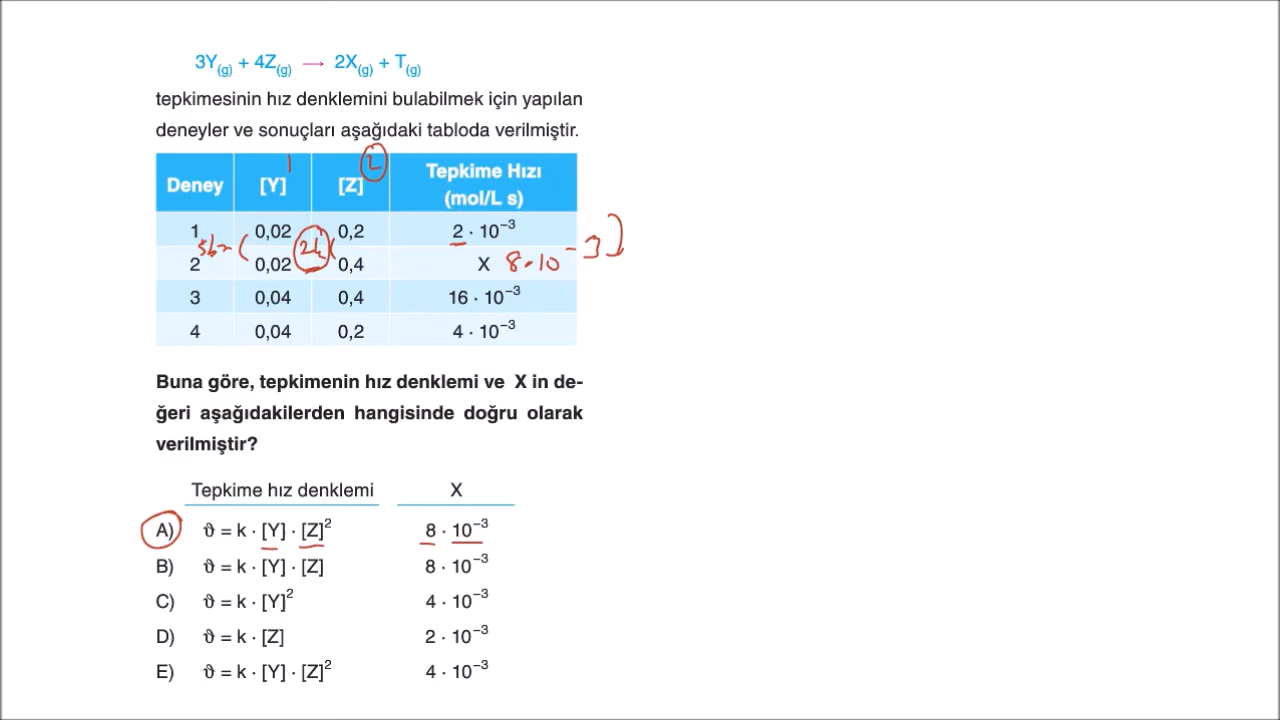 3Y(g) + 4Z(g) → 2X(g) + T(g)
tepkimesinin hız denklemini bulabilmek için yapılan
deneyler ve sonuçları aşağıdaki tabloda verilmiştir.
Deney [Y] 1 [Z] 2 Tepkime Hızı (mol/L s)
1 0,02 0,2 2 · 10⁻³
2 0,02 0,4 X 8·10⁻³
3 0,04 0,4 16 · 10⁻³
4 0,04 0,2 4 · 10⁻³
Buna göre, tepkimenin hız denklemi ve X in de-
ğeri aşağıdakilerden hangisinde doğru olarak
verilmiştir?
Tepkime hız denklemi X
A) ϑ = k · [Y] · [Z]² 8 · 10⁻³
B) ϑ = k · [Y] · [Z] 8 · 10⁻³
C) ϑ = k · [Y]² 4 · 10⁻³
D) ϑ = k · [Z] 2 · 10⁻³
E) ϑ = k · [Y] · [Z]² 4 · 10⁻³